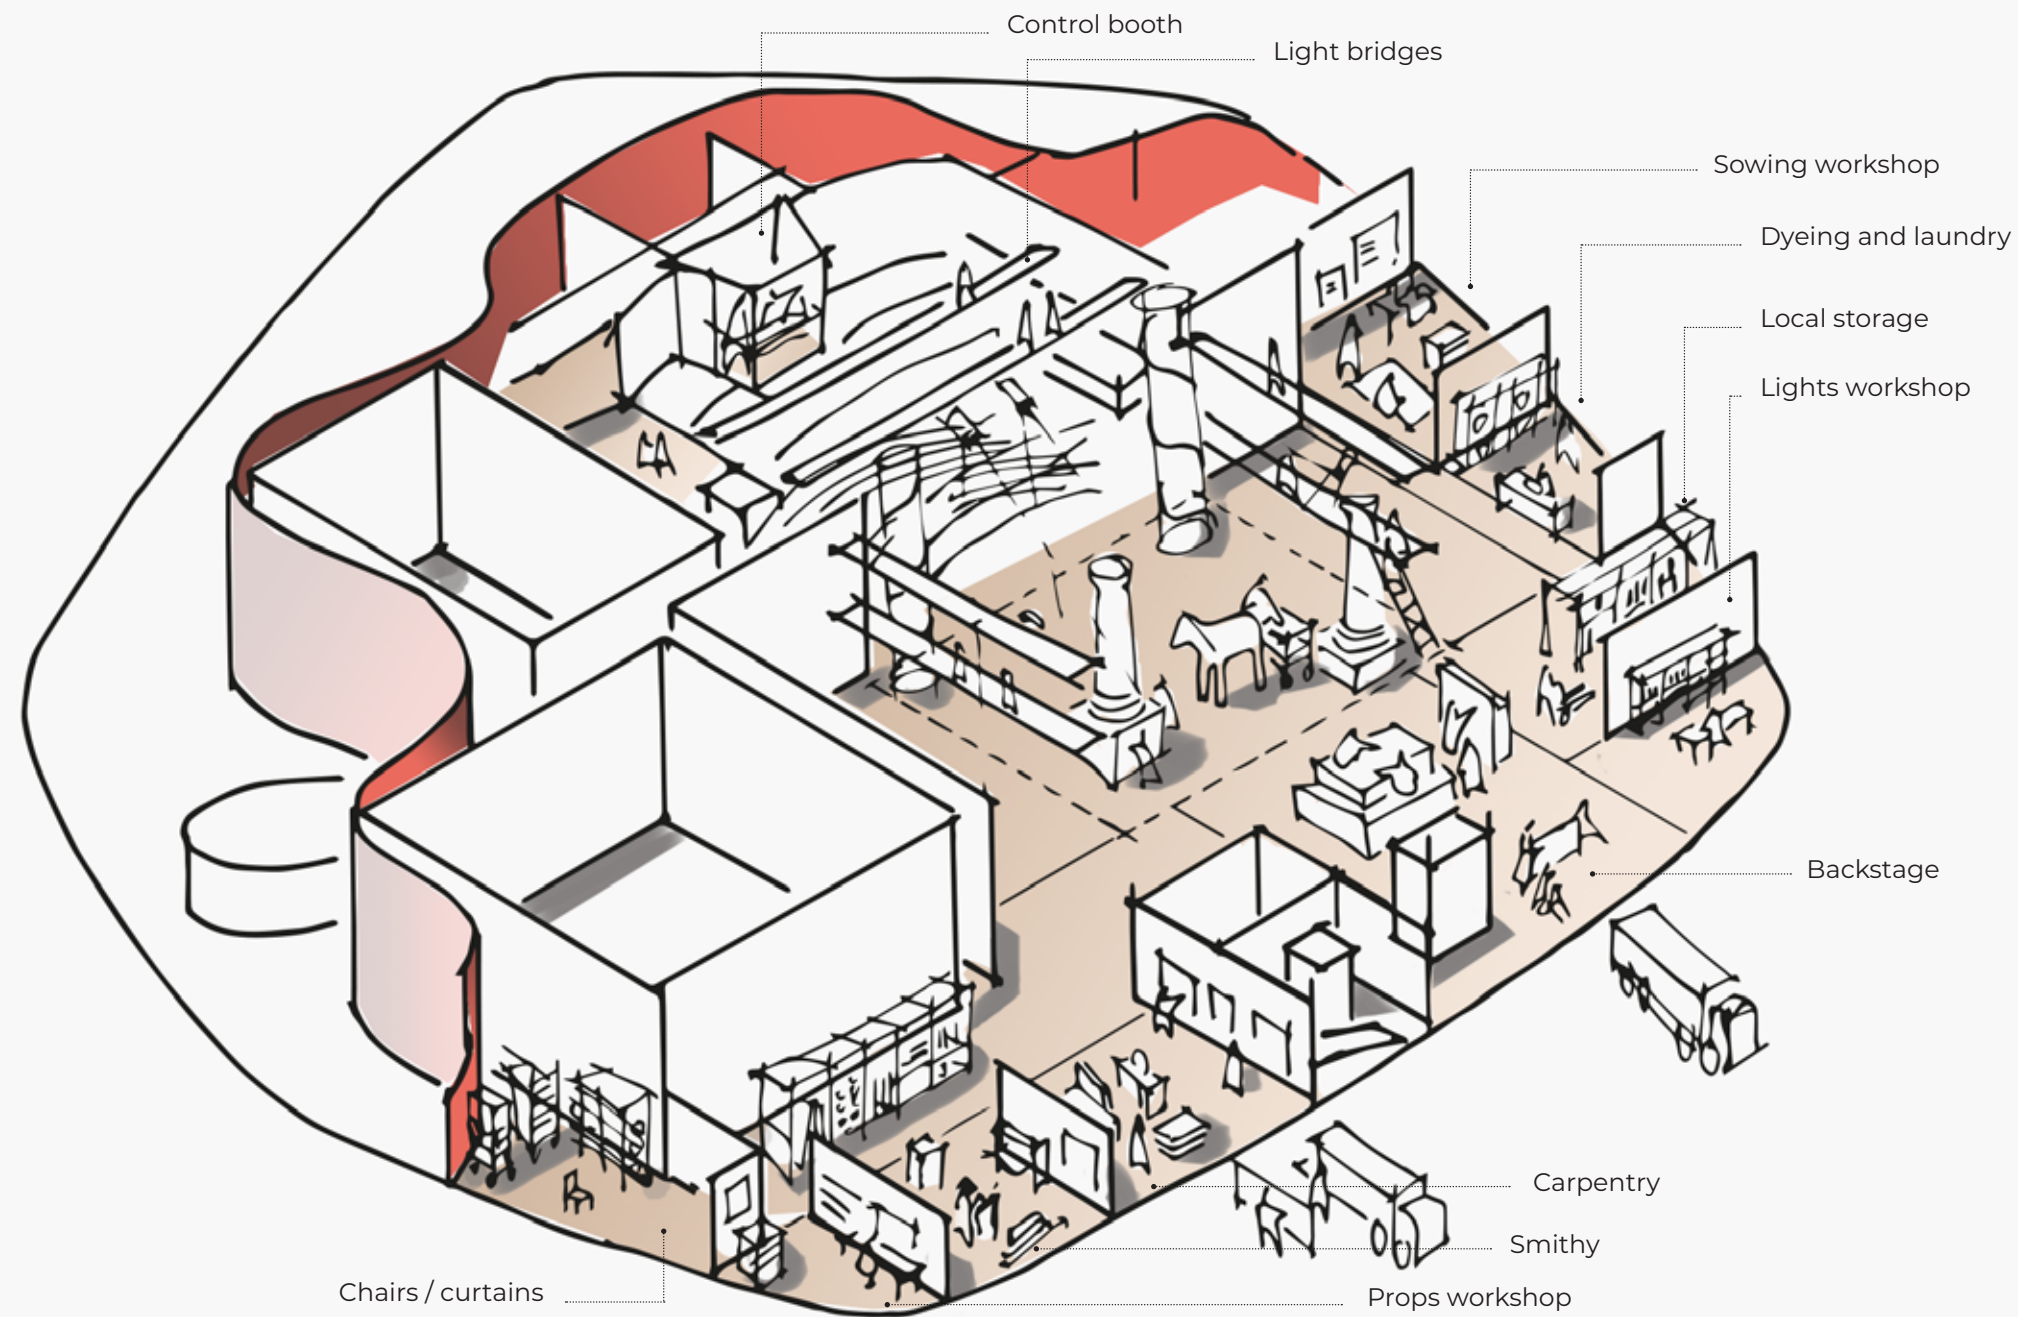 Control booth
Light bridges
Sowing workshop
Dyeing and laundry
Local storage
Lights workshop
Backstage
Carpentry
Smithy
Chairs / curtains
Props workshop